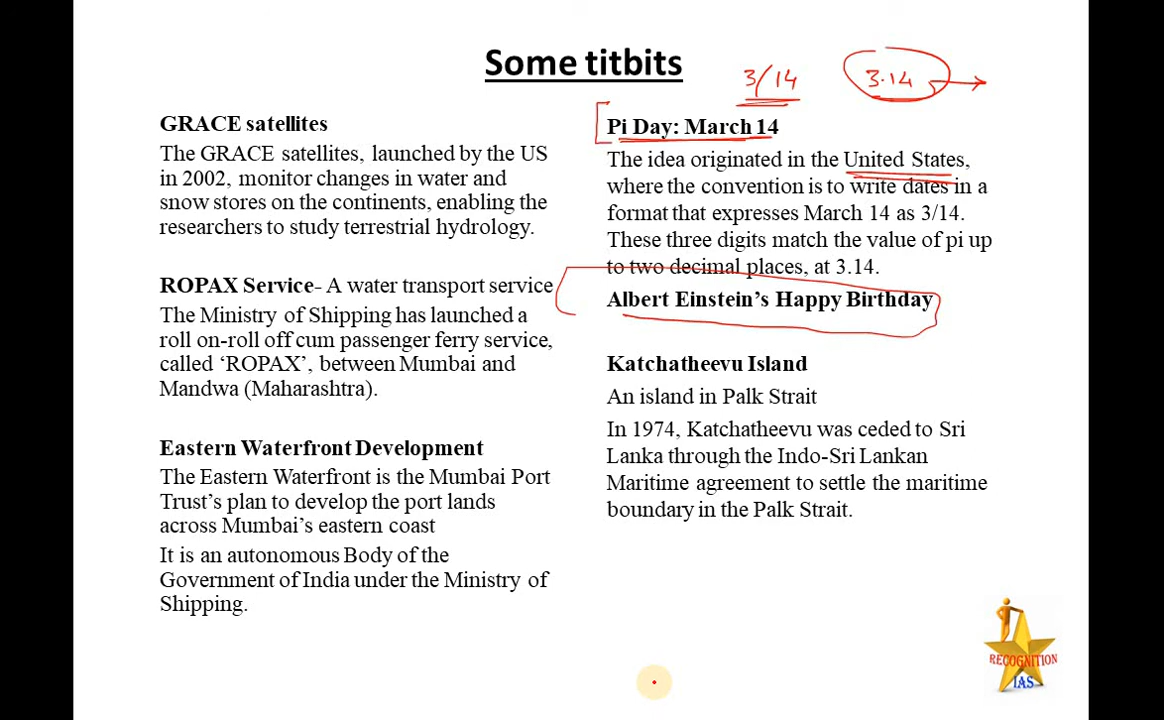 Some titbits
GRACE satellites
The GRACE satellites, launched by the US
in 2002, monitor changes in water and
snow stores on the continents, enabling the
researchers to study terrestrial hydrology.
ROPAX Service- A water transport service
The Ministry of Shipping has launched a
roll on-roll off cum passenger ferry service,
called ‘ROPAX’, between Mumbai and
Mandwa (Maharashtra).
Eastern Waterfront Development
The Eastern Waterfront is the Mumbai Port
Trust’s plan to develop the port lands
across Mumbai’s eastern coast
It is an autonomous Body of the
Government of India under the Ministry of
Shipping.
3/14 3.14
Pi Day: March 14
The idea originated in the United States,
where the convention is to write dates in a
format that expresses March 14 as 3/14.
These three digits match the value of pi up
to two decimal places, at 3.14.
Albert Einstein’s Happy Birthday
Katchatheevu Island
An island in Palk Strait
In 1974, Katchatheevu was ceded to Sri
Lanka through the Indo-Sri Lankan
Maritime agreement to settle the maritime
boundary in the Palk Strait.
RECOGNITION
IAS